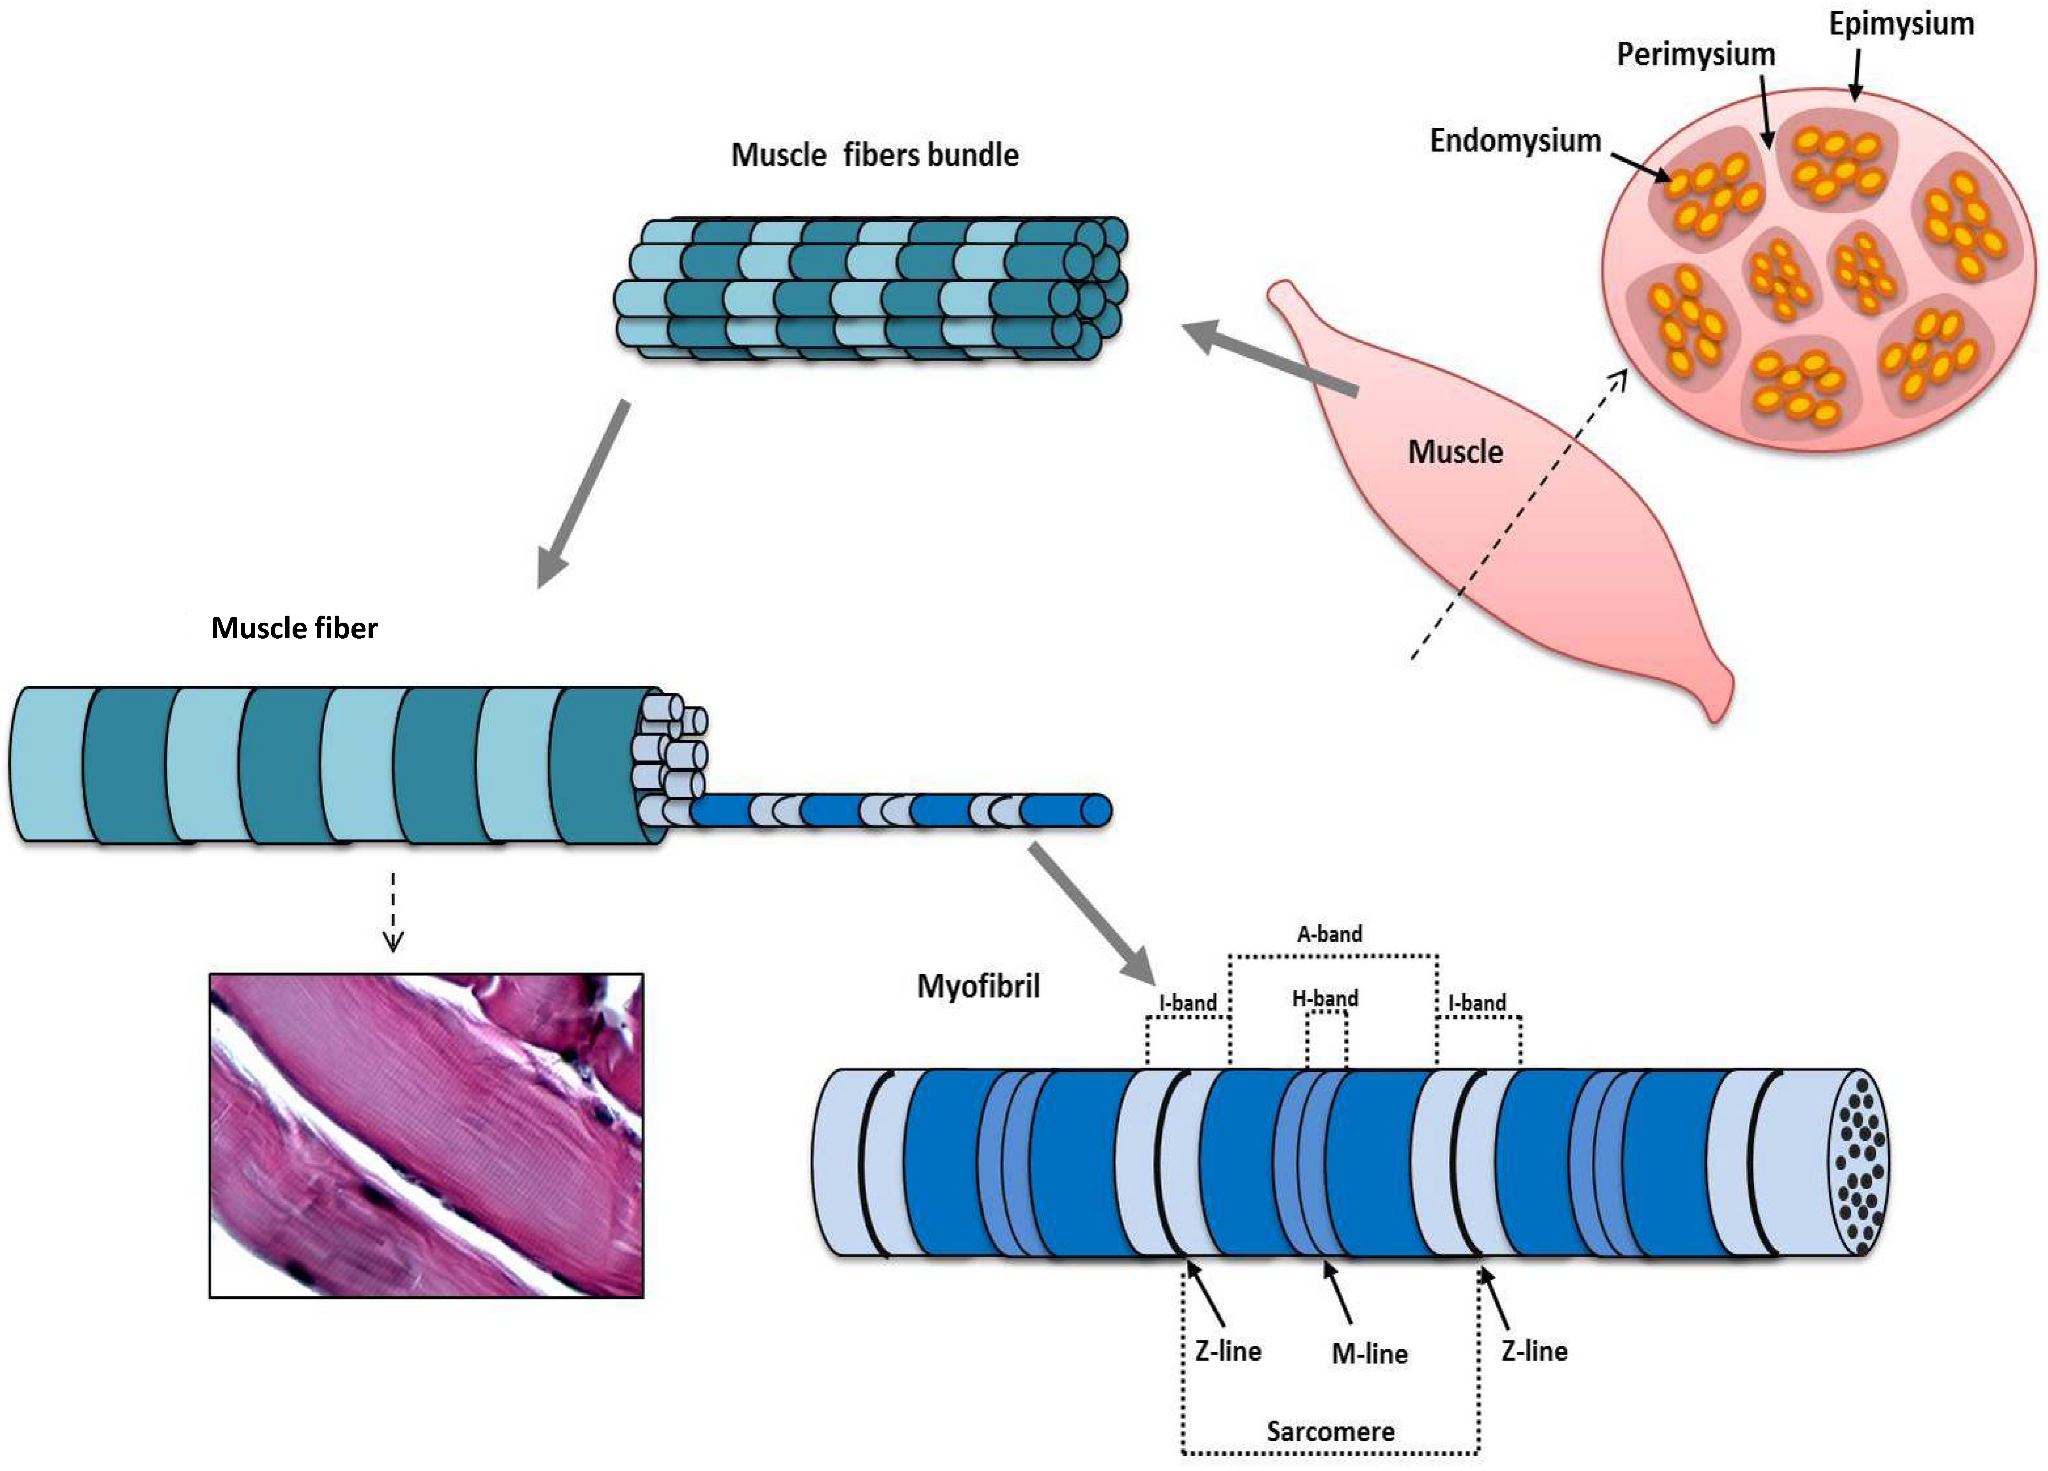 Epimysium
Perimysium
Endomysium
Muscle fibers bundle
Muscle
Muscle fiber
A-band
Myofibril
I-band
H-band
I-band
Z-line
M-line
Z-line
Sarcomere